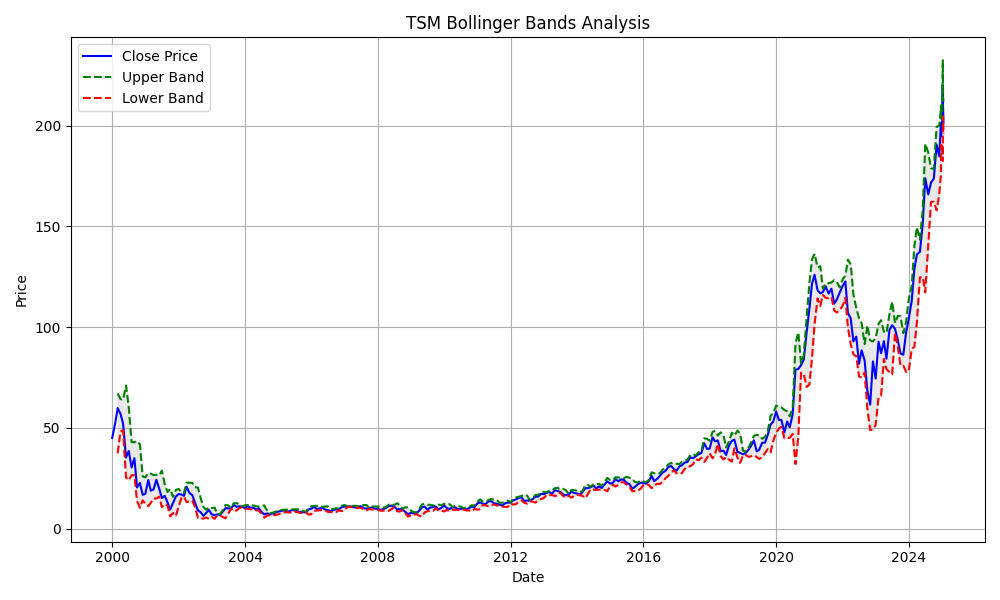 TSM Bollinger Bands Analysis
Close Price
Upper Band
Lower Band
Price
200
150
100
50
0
2000 2004 2008 2012 2016 2020 2024
Date